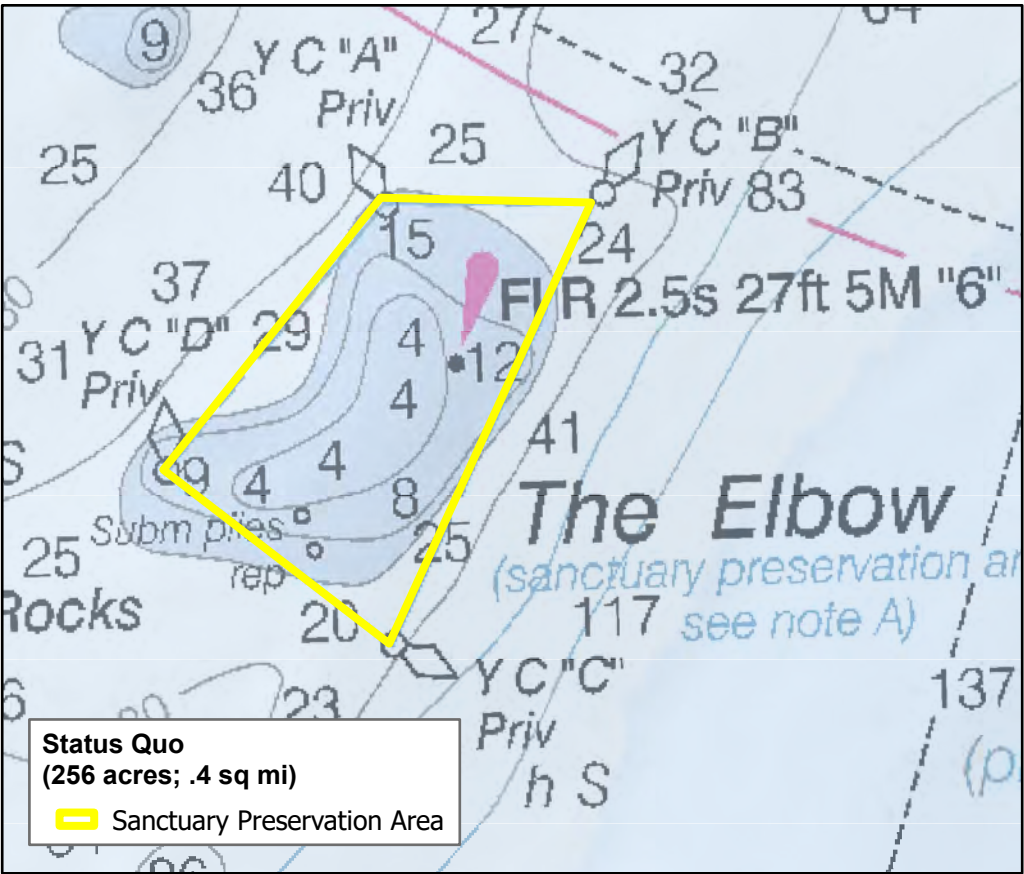 27
9
Y C "A"
Priv
36
32
25
25
Y C "B"
Priv 83
40
15
24
37
Fl R 2.5s 27ft 5M "6"
29
Y C "D"
Priv
31
4
12
4
41
4
9
4
8
The Elbow
S
Subm piles
rep
25
25
(sanctuary preservation ar
see note A)
117
Rocks
20
Y C "C"
Priv
137
6
23
h S
(p
Status Quo
(256 acres; .4 sq mi)
Sanctuary Preservation Area